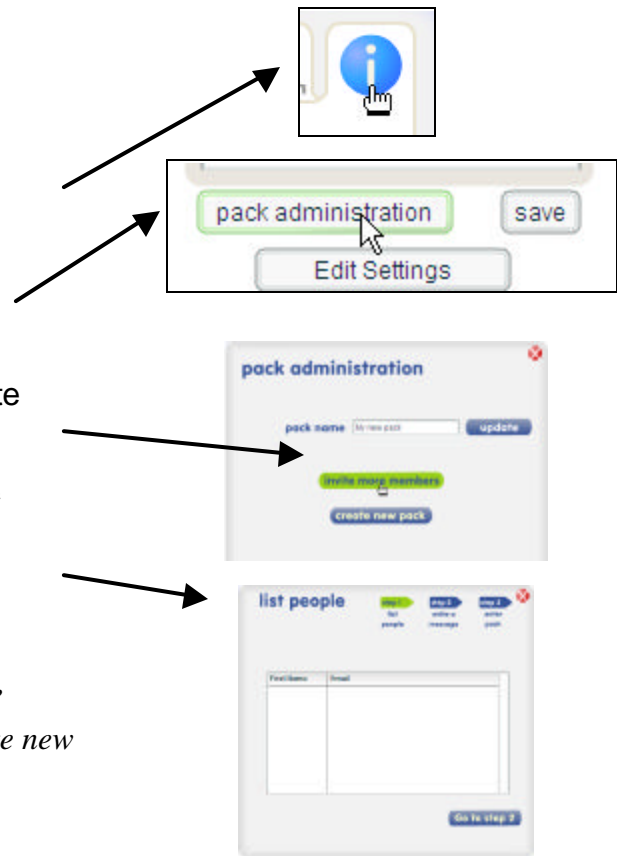 i
n
pack administration
save
Edit Settings
pack administration
te
pack name My new pack update
invite more members
create new pack
list people
step 1 step 2 step 3
list write a enter
people message pack
First Name Email
e new
Go to step 2